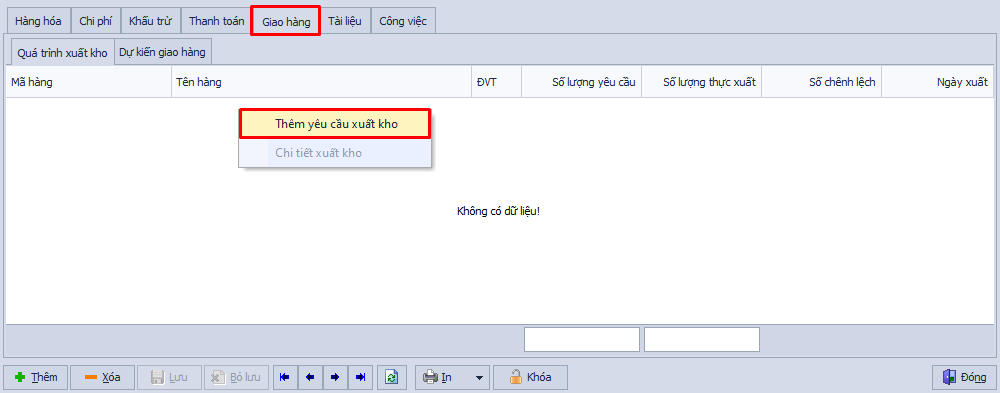 Hàng hóa Chi phí Khấu trừ Thanh toán Giao hàng Tài liệu Công việc
Quá trình xuất kho Dự kiến giao hàng
Mã hàng Tên hàng ĐVT Số lượng yêu cầu Số lượng thực xuất Số chênh lệch Ngày xuất
Thêm yêu cầu xuất kho
Chi tiết xuất kho
Không có dữ liệu!
Thêm Xóa Lưu Bỏ lưu In Khóa Đóng